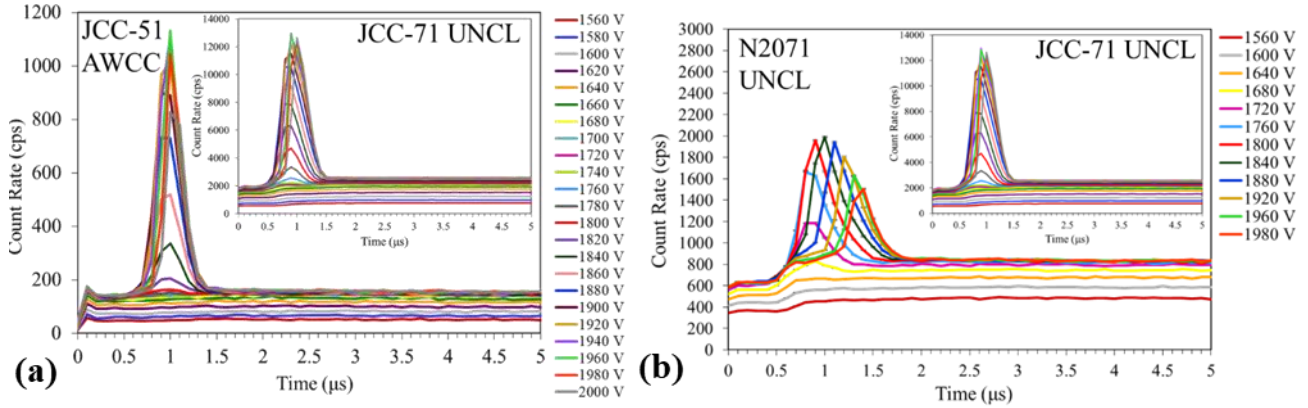 JCC-51
AWCC
JCC-71 UNCL
Count Rate (cps)
1200
1000
800
600
400
200
0
0 0.5 1 1.5 2 2.5 3 3.5 4 4.5 5
Time (μs)
Count Rate (cps)
14000
12000
10000
8000
6000
4000
2000
0
0 0.5 1 1.5 2 2.5 3 3.5 4 4.5 5
Time (μs)
1560 V
1580 V
1600 V
1620 V
1640 V
1660 V
1680 V
1700 V
1720 V
1740 V
1760 V
1780 V
1800 V
1820 V
1840 V
1860 V
1880 V
1900 V
1920 V
1940 V
1960 V
1980 V
2000 V
(a)
N2071
UNCL
JCC-71 UNCL
Count Rate (cps)
3000
2800
2600
2400
2200
2000
1800
1600
1400
1200
1000
800
600
400
200
0
0 0.5 1 1.5 2 2.5 3 3.5 4 4.5 5
Time (μs)
Count Rate (cps)
14000
12000
10000
8000
6000
4000
2000
0
0 0.5 1 1.5 2 2.5 3 3.5 4 4.5 5
Time (μs)
1560 V
1600 V
1640 V
1680 V
1720 V
1760 V
1800 V
1840 V
1880 V
1920 V
1960 V
1980 V
(b)